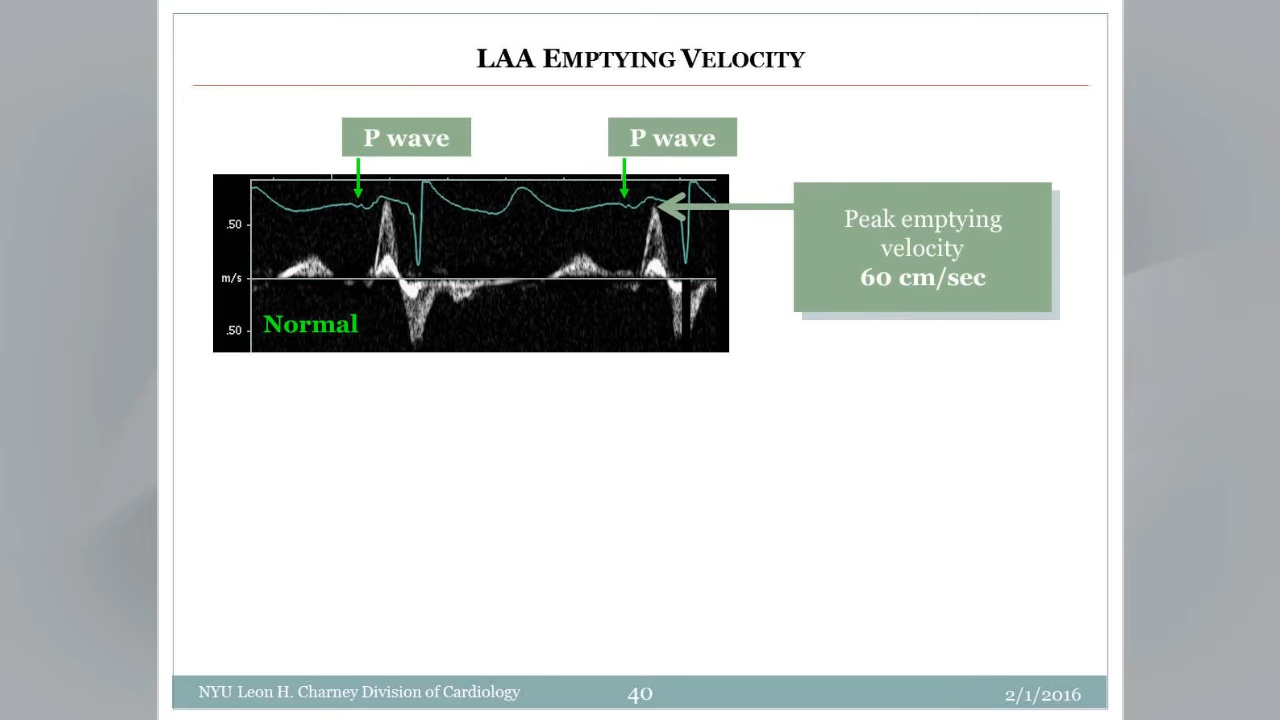 LAA EMPTYING VELOCITY
P wave
P wave
.50
m/s
.50
Normal
Peak emptying
velocity
60 cm/sec
NYU Leon H. Charney Division of Cardiology
40
2/1/2016